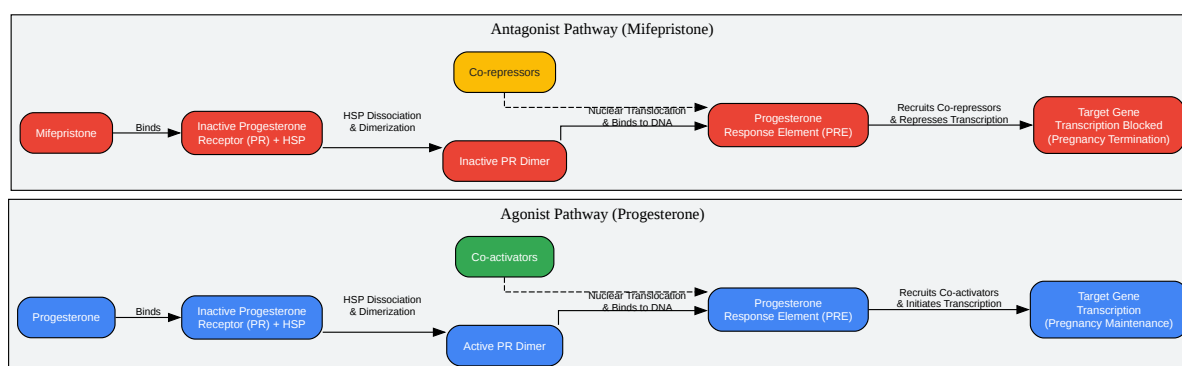 Antagonist Pathway (Mifepristone)
Co-repressors
Mifepristone
Binds
Inactive Progesterone
Receptor (PR) + HSP
HSP Dissociation
& Dimerization
Inactive PR Dimer
Nuclear Translocation
& Binds to DNA
Progesterone
Response Element (PRE)
Recruits Co-repressors
& Represses Transcription
Target Gene
Transcription Blocked
(Pregnancy Termination)
Agonist Pathway (Progesterone)
Co-activators
Progesterone
Binds
Inactive Progesterone
Receptor (PR) + HSP
HSP Dissociation
& Dimerization
Active PR Dimer
Nuclear Translocation
& Binds to DNA
Progesterone
Response Element (PRE)
Recruits Co-activators
& Initiates Transcription
Target Gene
Transcription
(Pregnancy Maintenance)